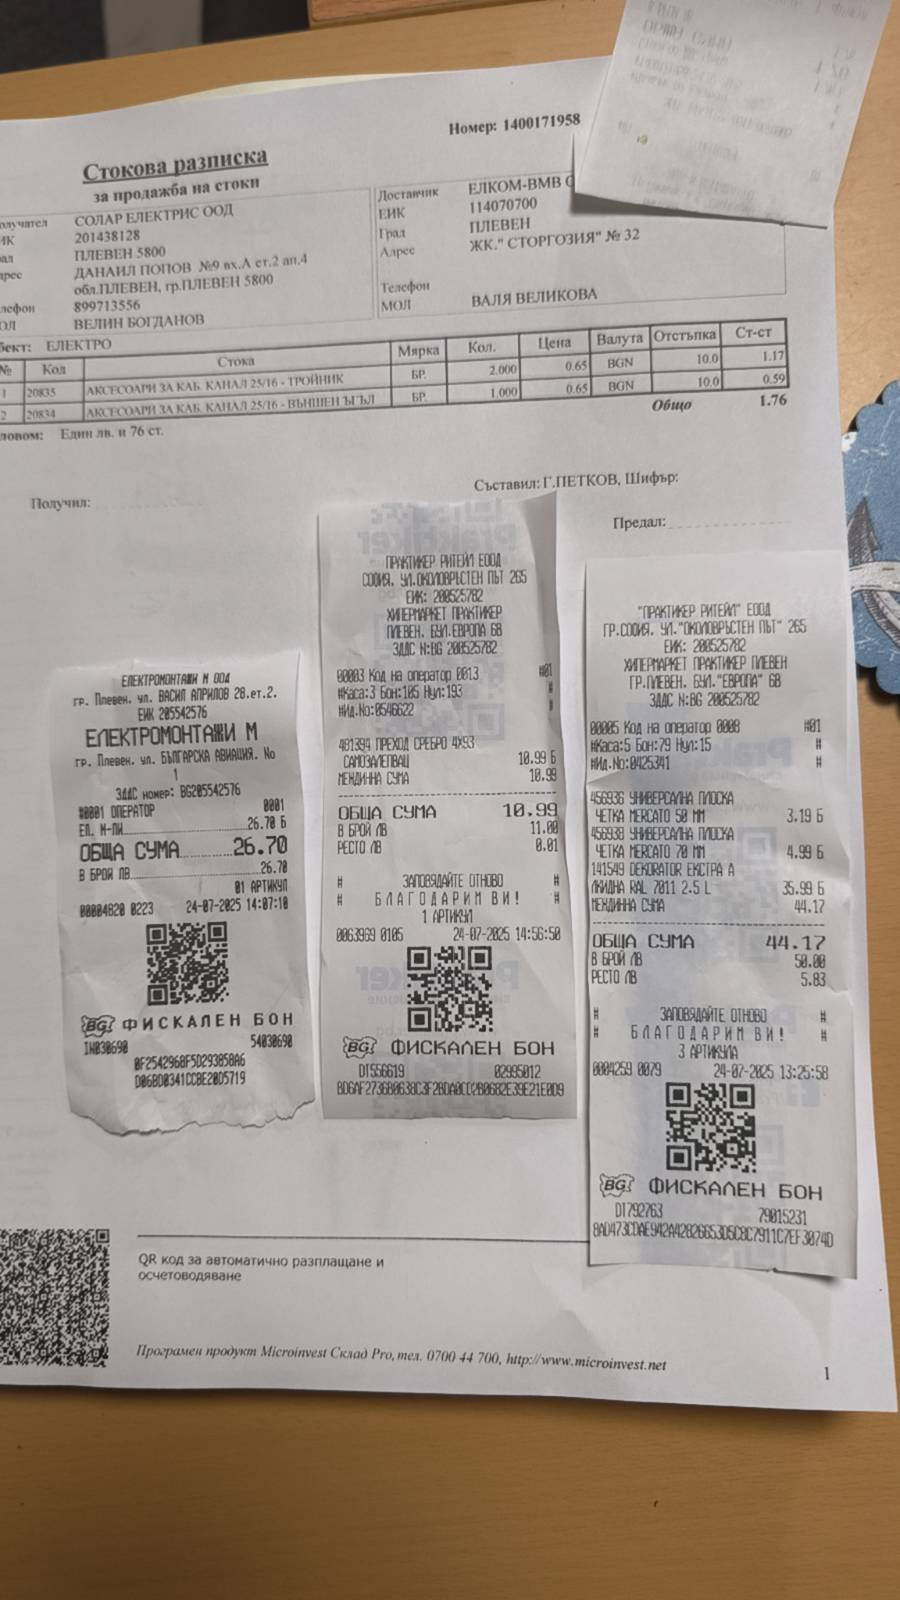 Номер: 1400171958
Стокова разписка
за продажба на стоки
СОЛАР ЕЛЕКТРИС ООД
201438128
ПЛЕВЕН 5800
ДАНАИЛ ПОПОВ №9 вх.А ет.2 ап.4
обл.ПЛЕВЕН, гр.ПЛЕВЕН 5800
899713556
ВЕЛИН БОГДАНОВ
Доставчик ЕЛКОМ-ВМВ
ЕИК 114070700
Град ПЛЕВЕН
Адрес ЖК." СТОРГОЗИЯ" № 32
Телефон
МОЛ ВАЛЯ ВЕЛИКОВА
ЕЛЕКТРО
№ Код Стока Мярка Кол. Цена Валута Отстъпка Ст-ст
1 20835 АКСЕСОАРИ ЗА КАБ. КАНАЛ 25/16 - ТРОЙНИК БР. 2.000 0.65 BGN 10.0 1.17
2 20834 АКСЕСОАРИ ЗА КАБ. КАНАЛ 25/16 - ВЪНШЕН ЪГЪЛ БР. 1.000 0.65 BGN 10.0 0.59
Общо 1.76
Един лв. и 76 ст.
Получил:
Съставил: Г.ПЕТКОВ, Шифър:
Предал:
ЕЛЕКТРОМОНТАЖИ М ООД
гр. Плевен. ул. ВАСИЛ АПРИЛОВ 28.ет.2.
ЕИК 205542576
ЕЛЕКТРОМОНТАЖИ М
гр. Плевен. ул. БЪЛГАРСКА АВИАЦИЯ. No
1
ЗДДС номер: BG205542576
#0001 ОПЕРАТОР 0001
ЕЛ. М-ЛИ 26.70 Б
ОБЩА СУМА 26.70
В БРОЙ ЛВ 26.70
01 АРТИКУЛ
00004820 0223 24-07-2025 14:07:10
BG ФИСКАЛЕН БОН
IN030690 54030690
0F2542968F5D29385BA6
D06BD0341CCBE20D5719
ПРАКТИКЕР РИТЕЙЛ ЕООД
СОФИЯ. УЛ.ОКОЛОВРЪСТЕН ПЪТ 265
ЕИК: 200525782
ХИПЕРМАРКЕТ ПРАКТИКЕР
ПЛЕВЕН. БУЛ.ЕВРОПА 6В
ЗДДС N:BG 200525782
00003 Код на оператор 0013 #01
#Каса:3 Бон:105 Нул:193 #
#Ид.No:0546622 #
481394 ПРЕХОД СРЕБРО 4X93
САМОЗАЛЕПВАЩ 10.99 Б
МЕЖДИННА СУМА 10.99
ОБЩА СУМА 10.99
В БРОЙ ЛВ 11.00
РЕСТО ЛВ 0.01
# ЗАПОВЯДАЙТЕ ОТНОВО #
# БЛАГОДАРИМ ВИ! #
1 АРТИКУЛ
0063969 0105 24-07-2025 14:56:50
BG ФИСКАЛЕН БОН
DT556619 02995012
BD6AF2736B0638C3F2BDA0CD2B0682E39E21E0D9
"ПРАКТИКЕР РИТЕЙЛ" ЕООД
ГР.СОФИЯ. УЛ."ОКОЛОВРЪСТЕН ПЪТ" 265
ЕИК: 200525782
ХИПЕРМАРКЕТ ПРАКТИКЕР ПЛЕВЕН
ГР.ПЛЕВЕН. БУЛ."ЕВРОПА" 6В
ЗДДС N:BG 200525782
00005 Код на оператор 0008 #01
#Каса:5 Бон:79 Нул:15 #
#Ид.No:0425341 #
456936 УНИВЕРСАЛНА ПЛОСКА
ЧЕТКА MERCATO 50 ММ 3.19 Б
456938 УНИВЕРСАЛНА ПЛОСКА
ЧЕТКА MERCATO 70 ММ 4.99 Б
141549 DEKORATOR ЕКСТРА А
ЛКИДНА RAL 7011 2.5 L 35.99 Б
МЕЖДИННА СУМА 44.17
ОБЩА СУМА 44.17
В БРОЙ ЛВ 50.00
РЕСТО ЛВ 5.83
# ЗАПОВЯДАЙТЕ ОТНОВО #
# БЛАГОДАРИМ ВИ! #
3 АРТИКУЛА
0004259 0079 24-07-2025 13:25:58
BG ФИСКАЛЕН БОН
DT792763 79015231
8AD473CDAE942A42826653D5C8C7911C7EF3074D
QR код за автоматично разплащане и
осчетоводяване
Програмен продукт Microinvest Склад Pro, тел. 0700 44 700, http://www.microinvest.net
1